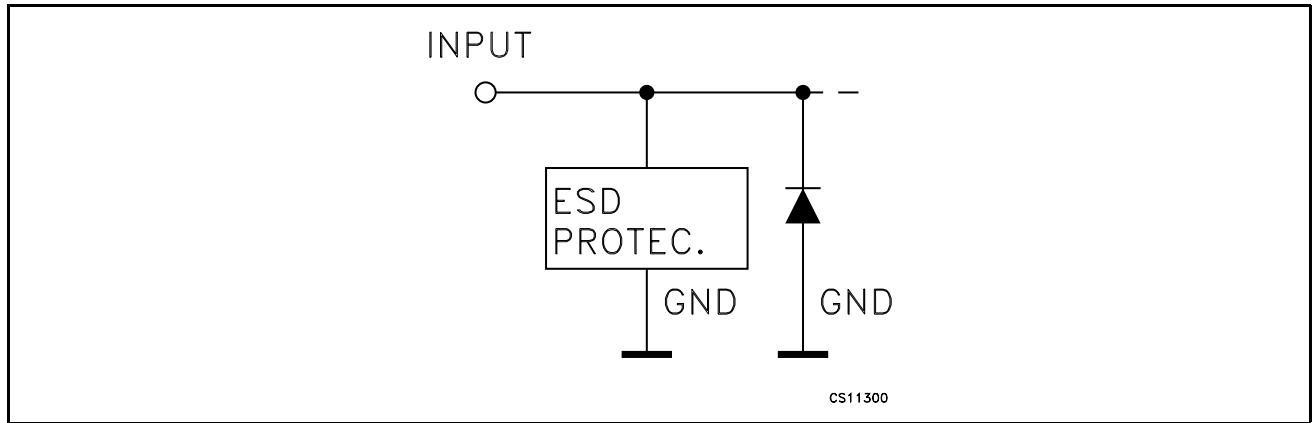 INPUT
ESD
PROTEC.
GND
GND
CS11300